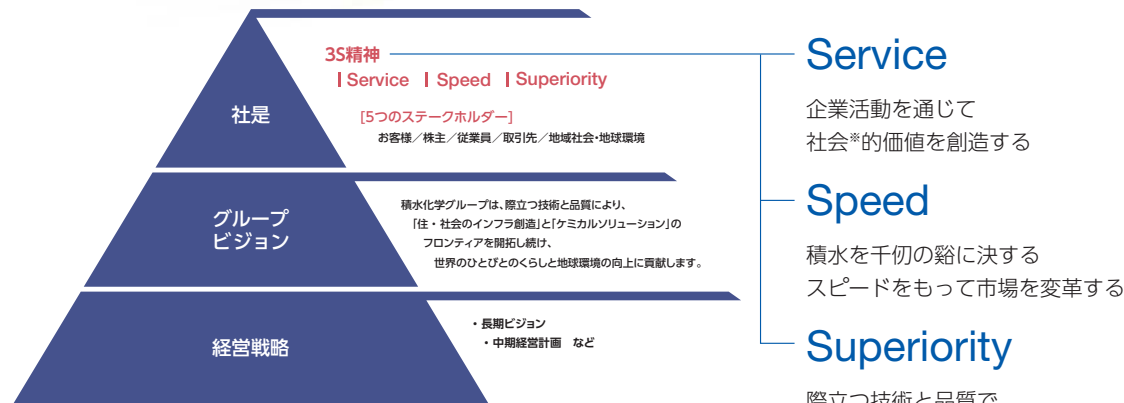 社是
3S精神
Service Speed Superiority
[5つのステークホルダー]
お客様／株主／従業員／取引先／地域社会・地球環境
グループ
ビジョン
積水化学グループは、際立つ技術と品質により、
「住・社会のインフラ創造」と「ケミカルソリューション」の
フロンティアを開拓し続け、
世界のひとびとのくらしと地球環境の向上に貢献します。
経営戦略
・長期ビジョン
・中期経営計画 など
Service
企業活動を通じて
社会※的価値を創造する
Speed
積水を千仞の谿に決する
スピードをもって市場を変革する
Superiority
際立つ技術と品質で